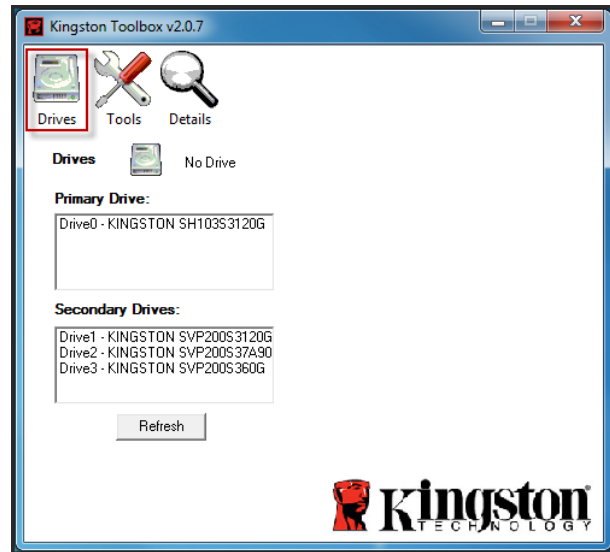 Kingston Toolbox v2.0.7
Drives Tools Details
Drives No Drive
Primary Drive:
Drive0 - KINGSTON SH103S3120G
Secondary Drives:
Drive1 - KINGSTON SVP200S3120G
Drive2 - KINGSTON SVP200S37A90
Drive3 - KINGSTON SVP200S360G
Refresh
Kingston
TECHNOLOGY